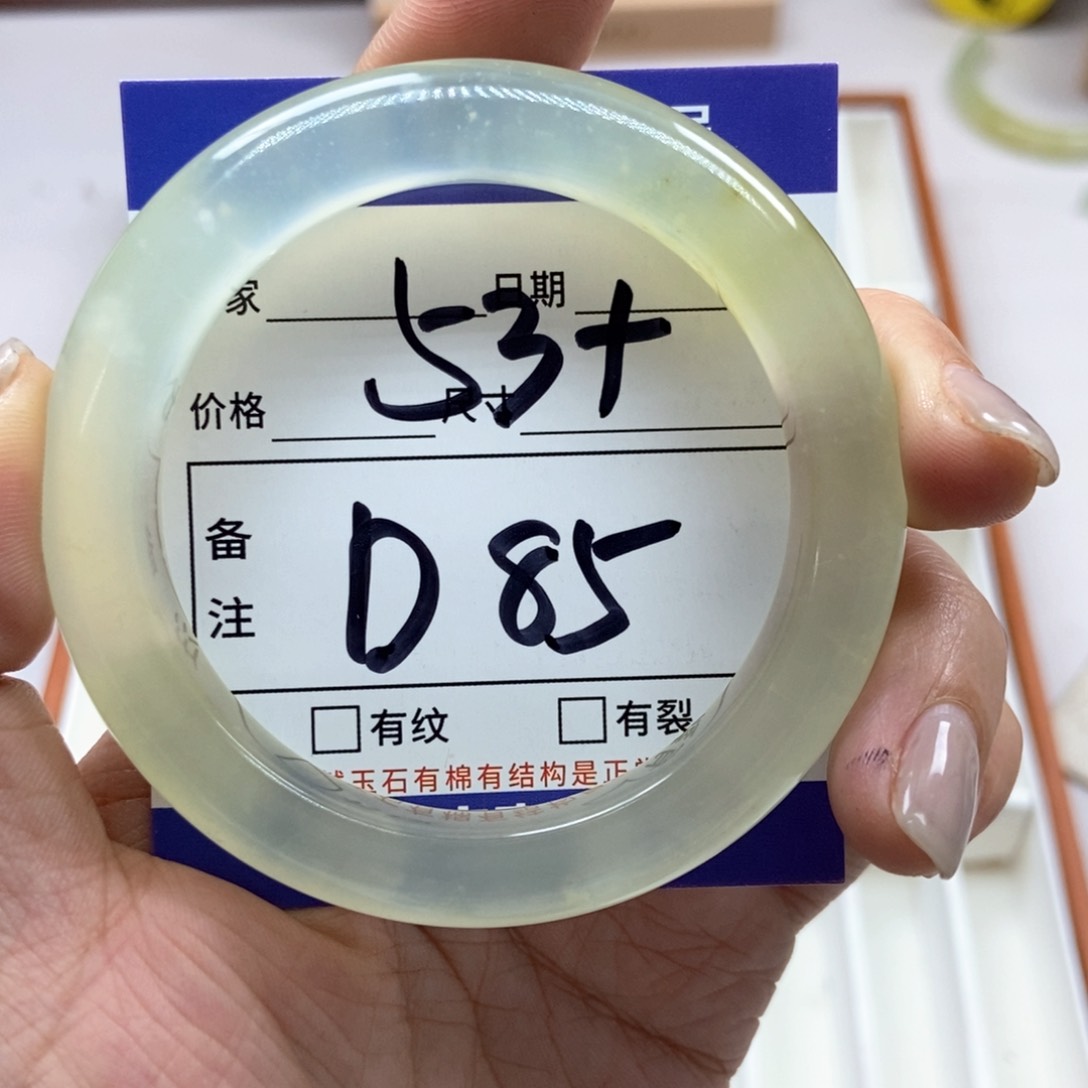 家 日期
53+
价格 尺寸
备注
D 85
□有纹 □有裂
玉石有棉有结构是正